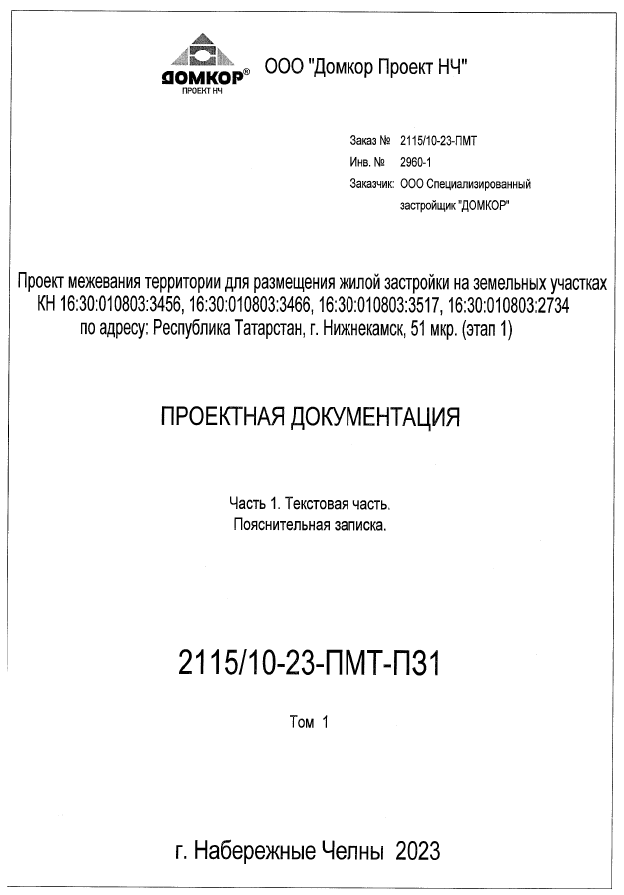 ДОМКОР®
ПРОЕКТ НЧ
ООО "Домкор Проект НЧ"
Заказ № 2115/10-23-ПМТ
Инв. № 2960-1
Заказчик: ООО Специализированный
застройщик "ДОМКОР"
Проект межевания территории для размещения жилой застройки на земельных участках
КН 16:30:010803:3456, 16:30:010803:3466, 16:30:010803:3517, 16:30:010803:2734
по адресу: Республика Татарстан, г. Нижнекамск, 51 мкр. (этап 1)
ПРОЕКТНАЯ ДОКУМЕНТАЦИЯ
Часть 1. Текстовая часть.
Пояснительная записка.
2115/10-23-ПМТ-ПЗ1
Том 1
г. Набережные Челны 2023